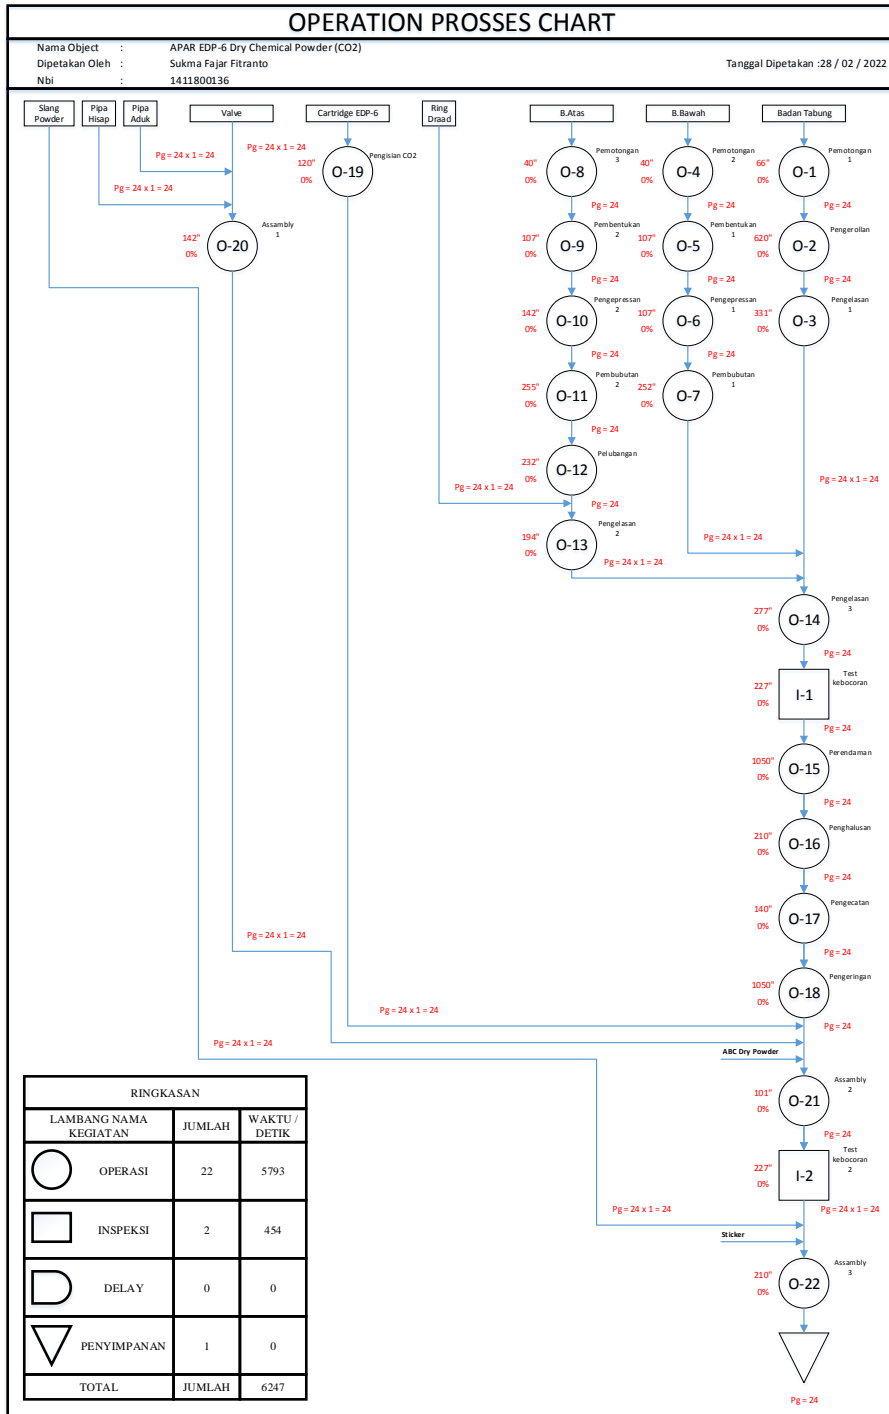 OPERATION PROSSES CHART
Nama Object : APAR EDP-6 Dry Chemical Powder (CO2)
Dipetakan Oleh : Sukma Fajar Fitranto
Tanggal Dipetakan :28 / 02 / 2022
Nbi : 1411800136
Slang Powder
Pipa Hisap
Pipa Aduk
Valve
Cartridge EDP-6
Ring Draad
B.Atas
B.Bawah
Badan Tabung
Pg = 24 x 1 = 24
Pg = 24 x 1 = 24
Pg = 24 x 1 = 24
120" 0% O-19 Pengisian CO2
40" 0% O-8 Pemotongan 3
40" 0% O-4 Pemotongan 2
66" 0% O-1 Pemotongan 1
Pg = 24
Pg = 24
Pg = 24
142" 0% O-20 Assambly 1
107" 0% O-9 Pembentukan 2
107" 0% O-5 Pembentukan 1
620" 0% O-2 Pengerollan
Pg = 24
Pg = 24
Pg = 24
142" 0% O-10 Pengepressan 2
107" 0% O-6 Pengepressan 1
331" 0% O-3 Pengelasan 1
Pg = 24
Pg = 24
255" 0% O-11 Pembubutan 2
252" 0% O-7 Pembubutan 1
Pg = 24
232" 0% O-12 Pelubangan
Pg = 24 x 1 = 24
Pg = 24 x 1 = 24
Pg = 24
194" 0% O-13 Pengelasan 2
Pg = 24 x 1 = 24
Pg = 24 x 1 = 24
277" 0% O-14 Pengelasan 3
Pg = 24
227" 0% I-1 Test kebocoran
Pg = 24
1050" 0% O-15 Perendaman
Pg = 24
210" 0% O-16 Penghalusan
Pg = 24
140" 0% O-17 Pengecatan
Pg = 24 x 1 = 24
Pg = 24
1050" 0% O-18 Pengeringan
Pg = 24 x 1 = 24
Pg = 24
Pg = 24 x 1 = 24
ABC Dry Powder
101" 0% O-21 Assambly 2
Pg = 24
227" 0% I-2 Test kebocoran 2
Pg = 24 x 1 = 24
Pg = 24 x 1 = 24
Sticker
210" 0% O-22 Assambly 3
Pg = 24
RINGKASAN
LAMBANG NAMA KEGIATAN JUMLAH WAKTU / DETIK
OPERASI 22 5793
INSPEKSI 2 454
DELAY 0 0
PENYIMPANAN 1 0
TOTAL JUMLAH 6247